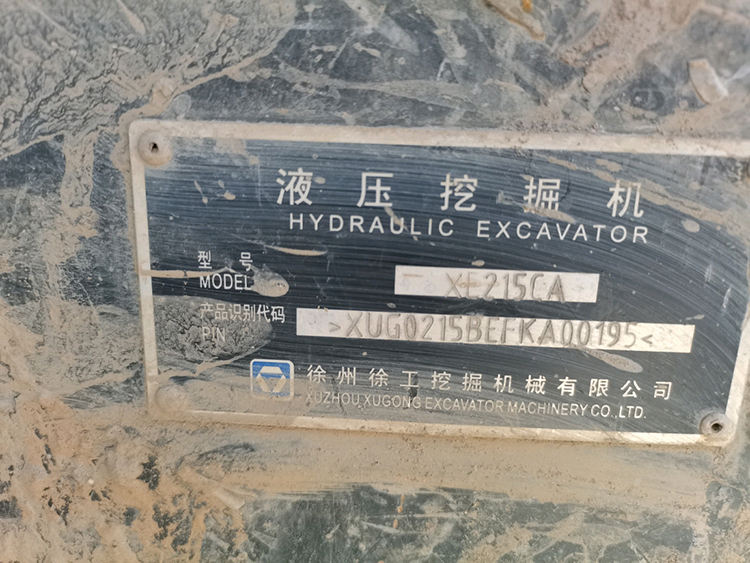 液压挖掘机
HYDRAULIC EXCAVATOR
型号
MODEL
XE215CA
产品识别代码
PIN
>XUG0215BEFKA00195<
徐州徐工挖掘机械有限公司
XUZHOU XUGONG EXCAVATOR MACHINERY CO., LTD.